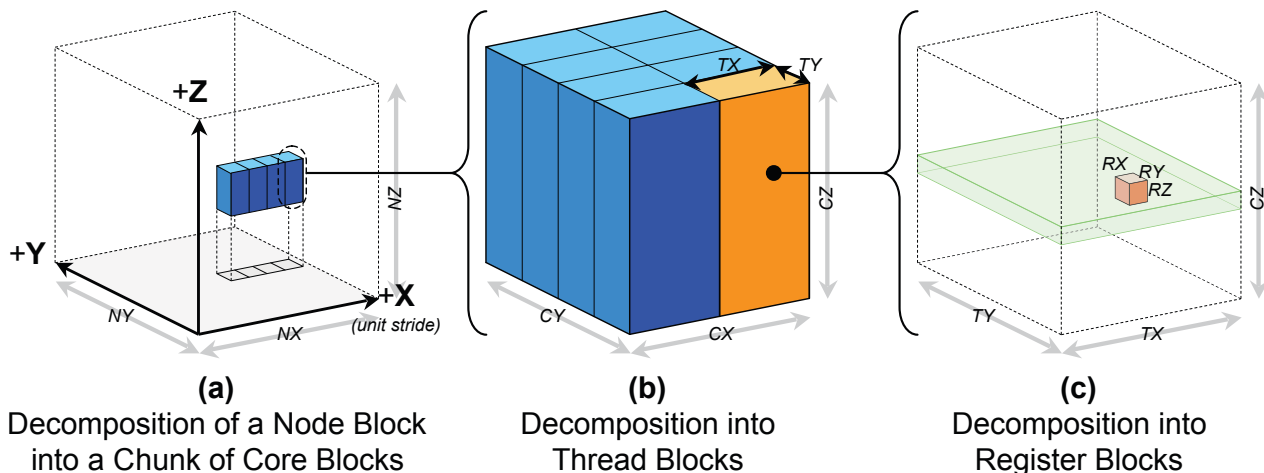 +Z
+Y
+X
(unit stride)
NY
NX
NZ
TX
TY
CY
CX
CZ
RX
RY
RZ
TY
TX
CZ
(a)
Decomposition of a Node Block
into a Chunk of Core Blocks
(b)
Decomposition into
Thread Blocks
(c)
Decomposition into
Register Blocks